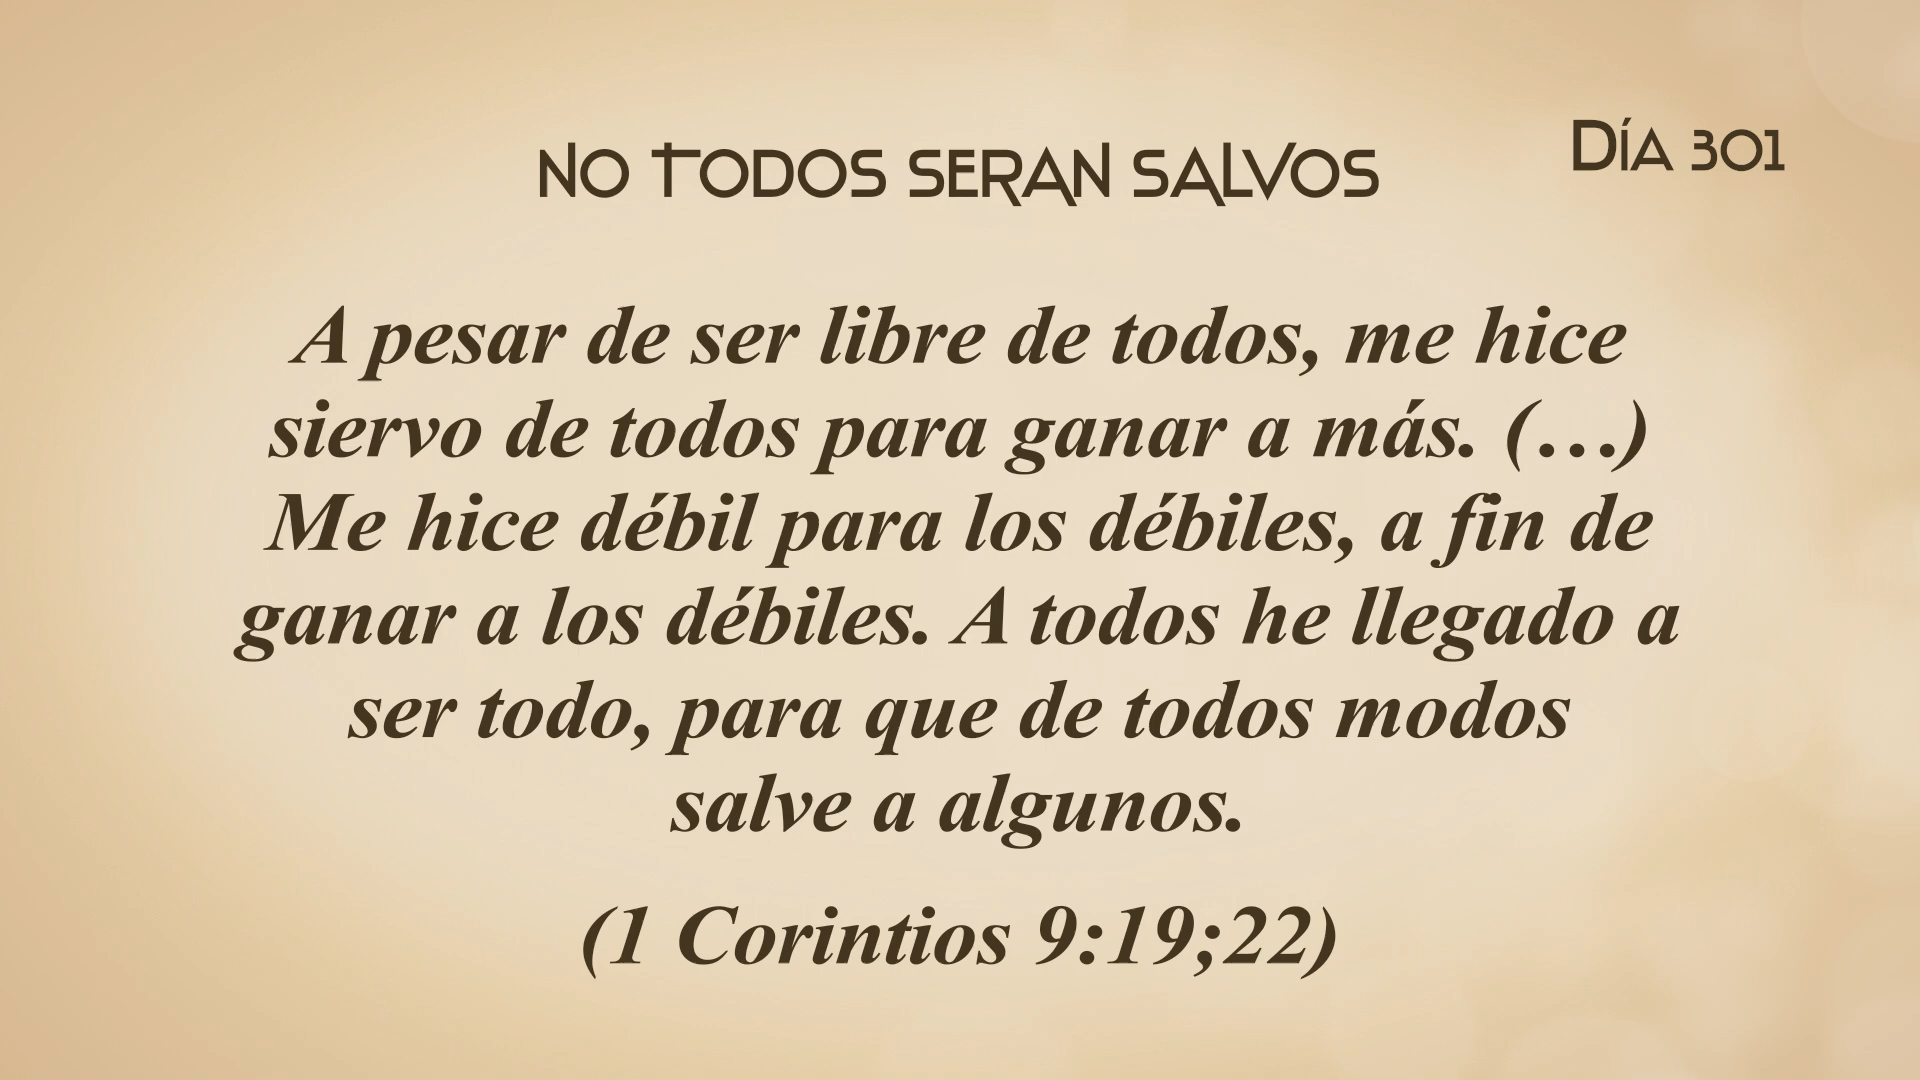 NO TODOS SERAN SALVOS
DÍA 301
A pesar de ser libre de todos, me hice
siervo de todos para ganar a más. (…)
Me hice débil para los débiles, a fin de
ganar a los débiles. A todos he llegado a
ser todo, para que de todos modos
salve a algunos.
(1 Corintios 9:19;22)